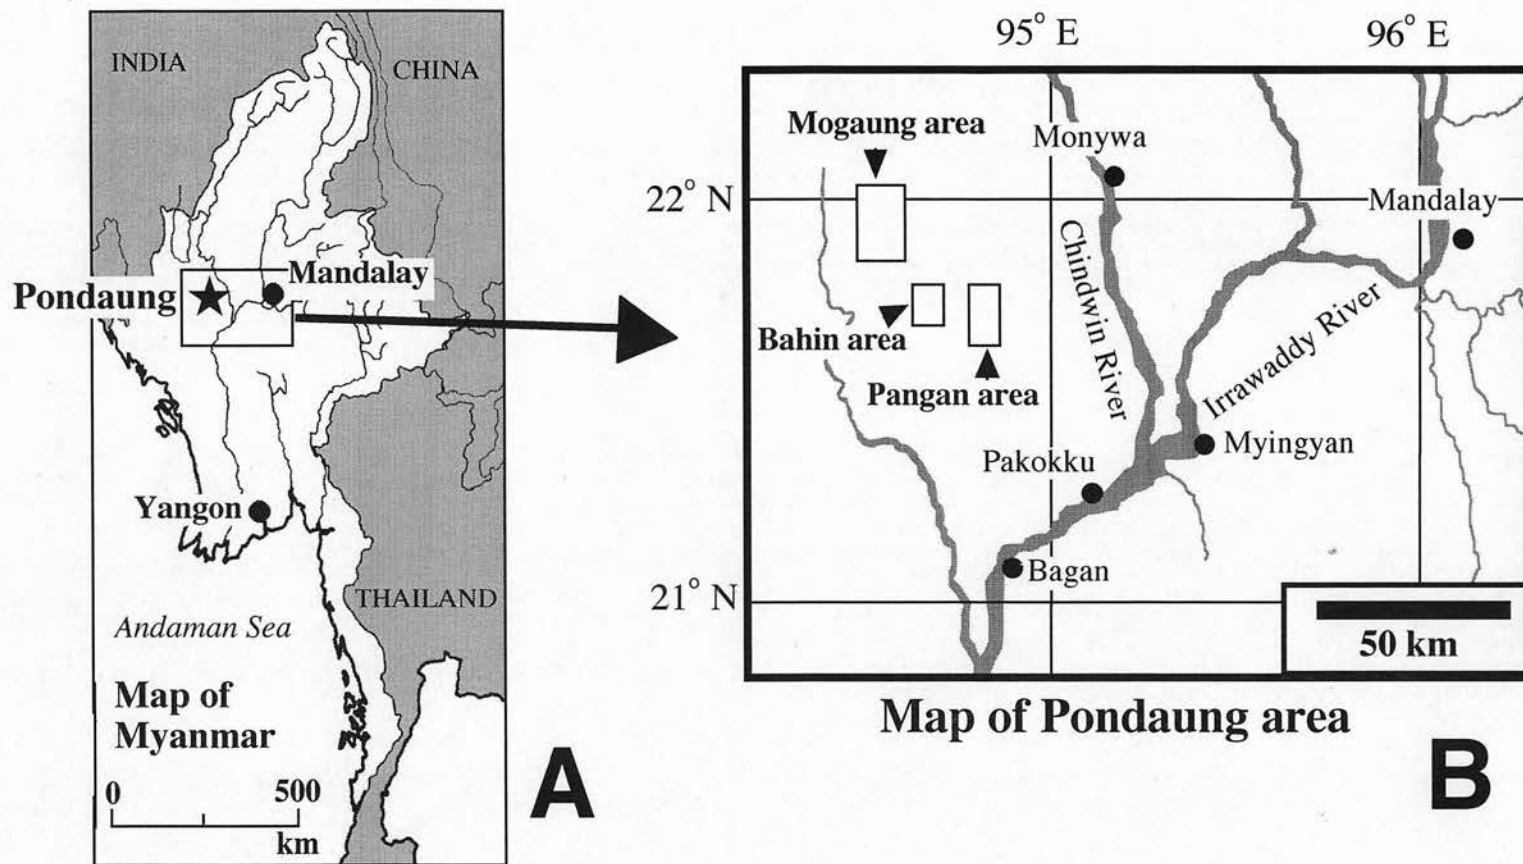 INDIA
CHINA
Mandalay
Pondaung
Yangon
THAILAND
Andaman Sea
Map of
Myanmar
0 500
km
A
95° E 96° E
Mogaung area
Monywa
22° N
Mandalay
Chindwin River
Bahin area
Irrawaddy River
Pangan area
Pakokku
Myingyan
Bagan
21° N
50 km
Map of Pondaung area
B